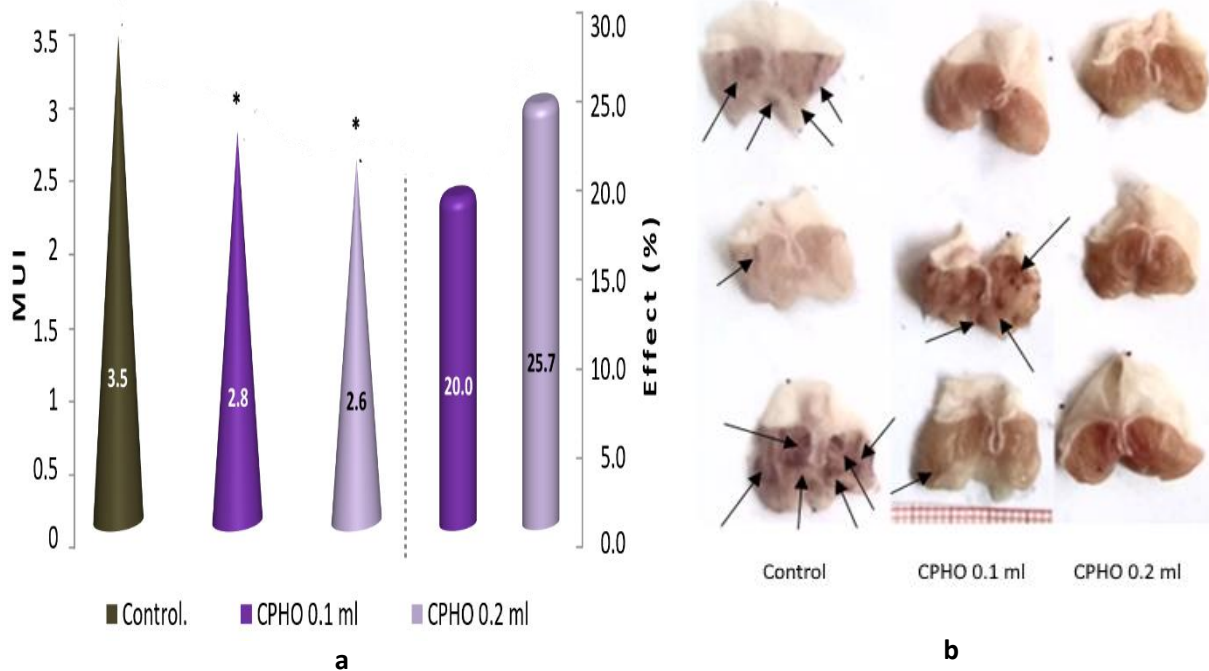 3.5
3
2.5
2
1.5
1
0.5
0
MUI
*
*
3.5
2.8
2.6
20.0
25.7
30.0
25.0
20.0
15.0
10.0
5.0
0.0
Effect (%)
Control.
CPHO 0.1 ml
CPHO 0.2 ml
a
Control
CPHO 0.1 ml
CPHO 0.2 ml
b